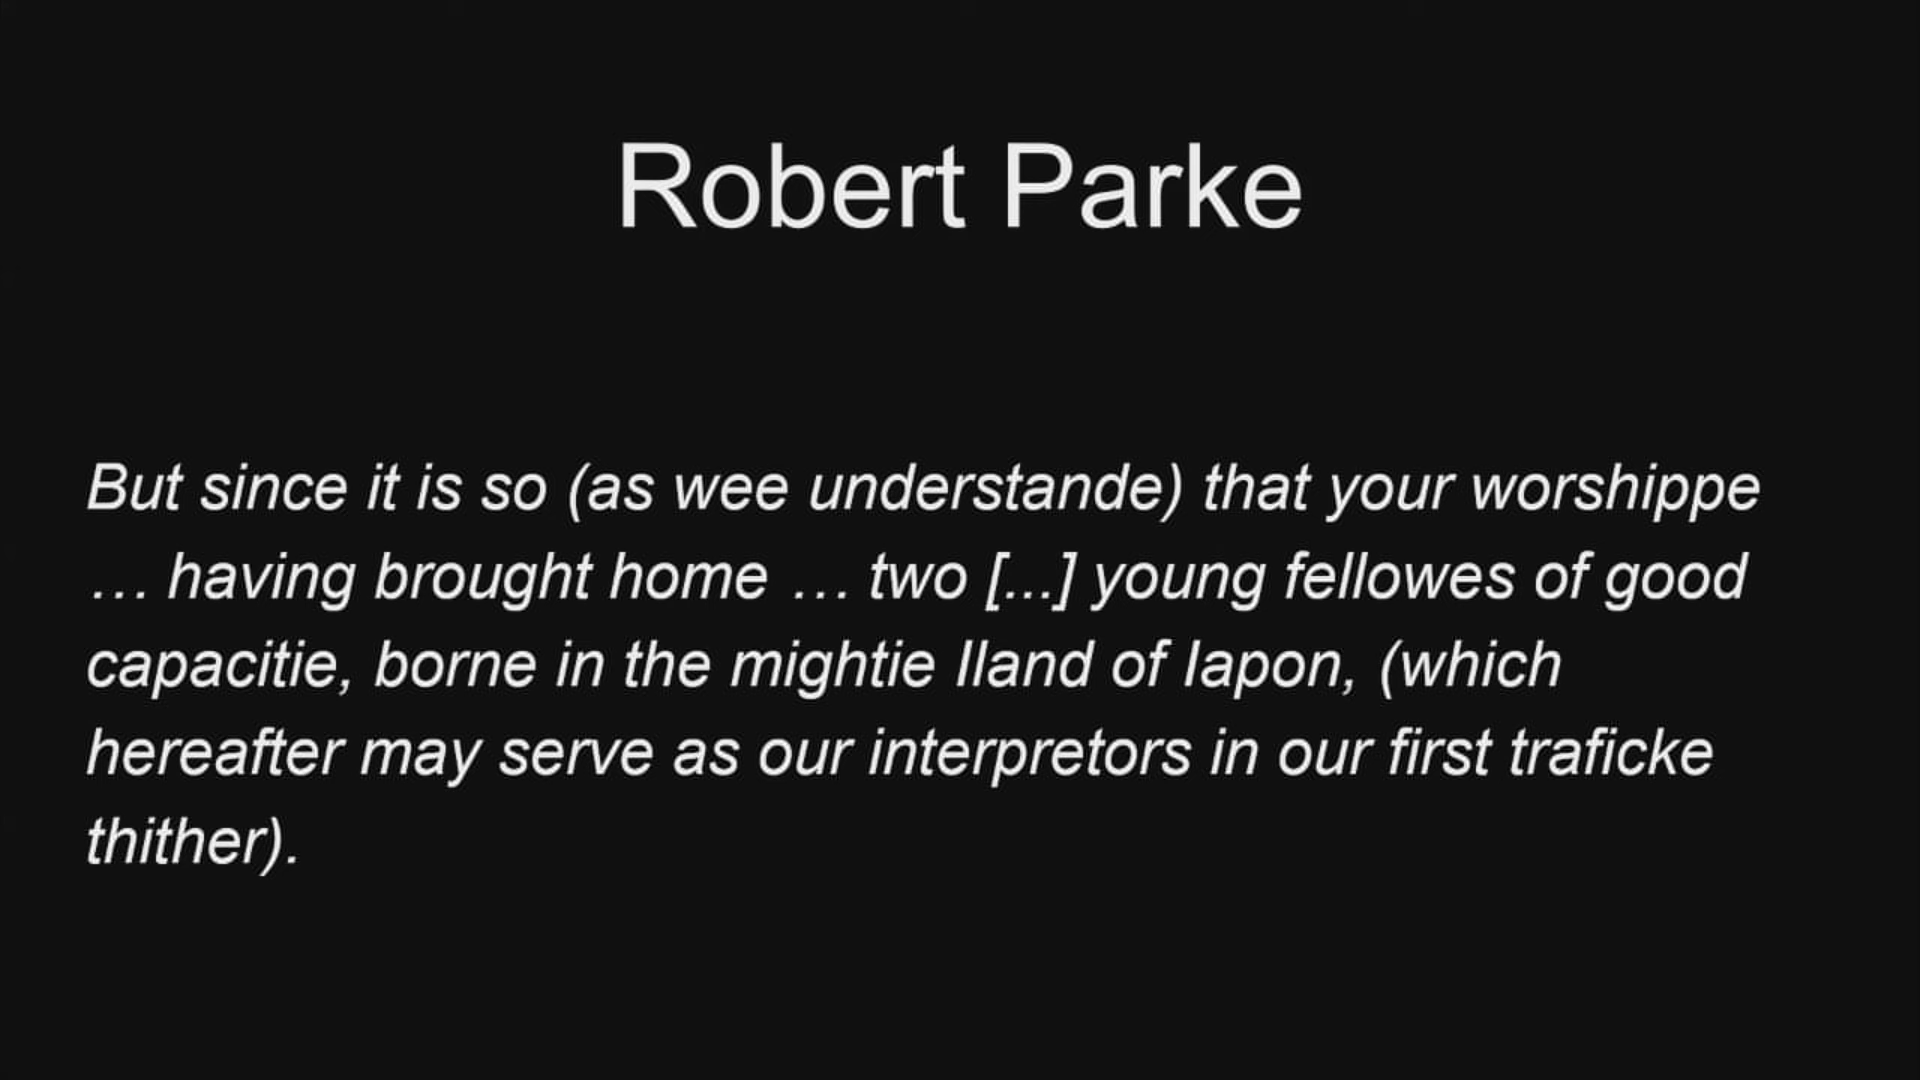 Robert Parke
But since it is so (as wee understande) that your worshippe
… having brought home … two [...] young fellowes of good
capacitie, borne in the mightie Iland of Iapon, (which
hereafter may serve as our interpretors in our first traficke
thither).